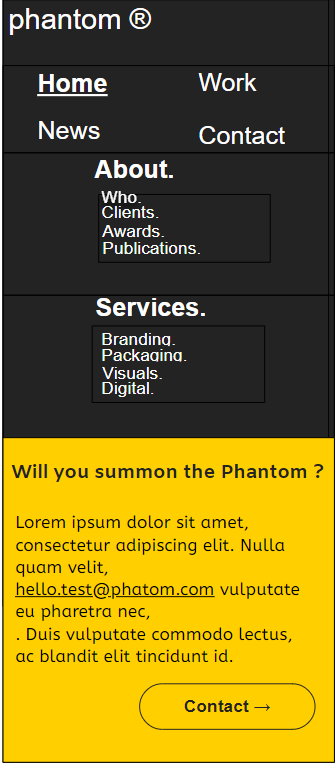 phantom ®
Home Work
News Contact
About.
Who.
Clients.
Awards.
Publications.
Services.
Branding.
Packaging.
Visuals.
Digital.
Will you summon the Phantom ?
Lorem ipsum dolor sit amet,
consectetur adipiscing elit. Nulla
quam velit,
hello.test@phatom.com vulputate
eu pharetra nec,
. Duis vulputate commodo lectus,
ac blandit elit tincidunt id.
Contact →